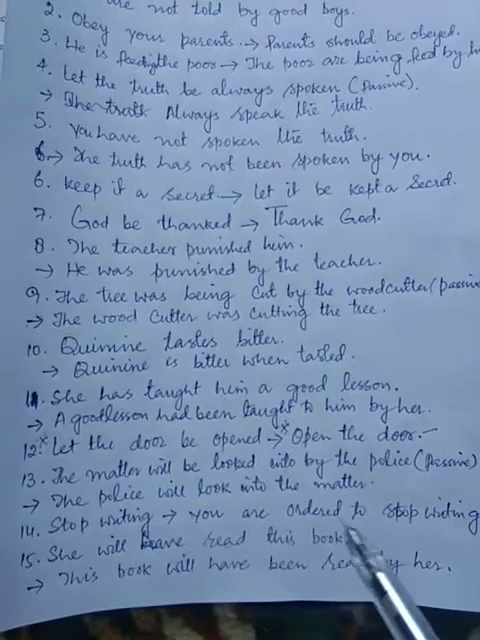 are not told by good boys.
2. Obey your parents. → Parents should be obeyed.
3. He is feeding the poor → The poor are being feed by
4. Let the truth be always spoken (Passive).
→ The truth Always speak the truth.
5. You have not spoken the truth.
6→ The truth has not been spoken by you.
6. keep it a secret → let it be kept a Secret.
7. God be thanked → Thank God.
8. The teacher punished him.
→ He was punished by the teacher.
9. The tree was being cut by the woodcutter (passive
→ The wood cutter was cutting the tree.
10. Quinine tastes bitter.
→ Quinine is bitter when tasted.
11. She has taught him a good lesson.
→ A good lesson had been taught to him by her.
12.* Let the door be opened →* Open the door. -
13. The matter will be looked into by the police (Passive)
→ The police will look into the matter.
14. Stop writing → you are ordered to stop writing
15. She will have read this book
→ This book will have been by her.